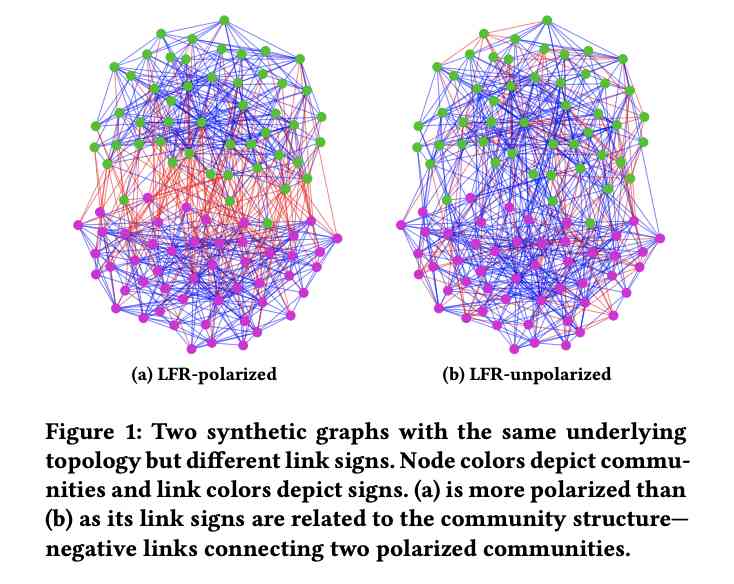 (a) LFR-polarized
(b) LFR-unpolarized
Figure 1: Two synthetic graphs with the same underlying
topology but different link signs. Node colors depict commu-
nities and link colors depict signs. (a) is more polarized than
(b) as its link signs are related to the community structure—
negative links connecting two polarized communities.